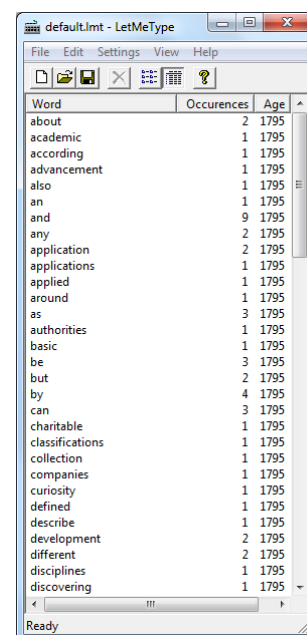 default.lmt - LetMeType
File Edit Settings View Help
Word Occurences Age
about 2 1795
academic 1 1795
according 1 1795
advancement 1 1795
also 1 1795
an 1 1795
and 9 1795
any 2 1795
application 2 1795
applications 1 1795
applied 1 1795
around 1 1795
as 3 1795
authorities 1 1795
basic 1 1795
be 3 1795
but 2 1795
by 4 1795
can 3 1795
charitable 1 1795
classifications 1 1795
collection 1 1795
companies 1 1795
curiosity 1 1795
defined 1 1795
describe 1 1795
development 2 1795
different 2 1795
disciplines 1 1795
discovering 1 1795
Ready